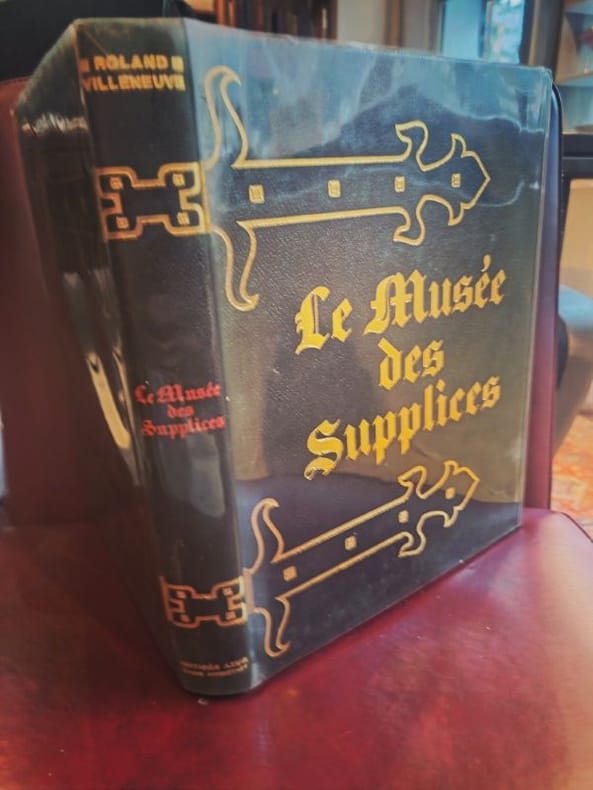 ROLAND
VILLENEUVE
Le Musée
des
Supplices
Le Musée
des
Supplices